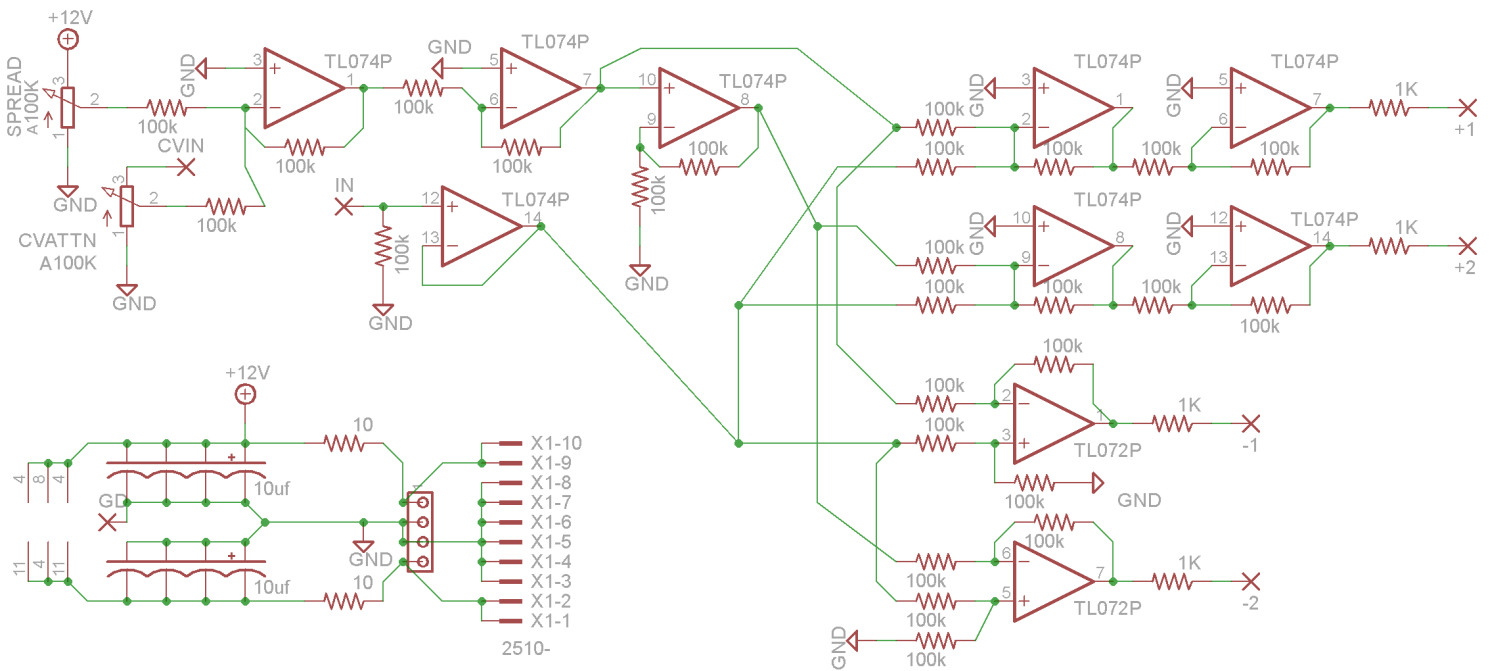 +12V
SPREAD
A100K
3
2
1
GND
100k
GND
3
2
1
TL074P
100k
CVIN
3
2
1
100k
CVATTN
A100K
GND
100k
GND
5
6
7
TL074P
100k
10
9
8
TL074P
100k
100k
GND
IN
100k
GND
12
13
14
TL074P
100k
100k
GND
3
2
1
TL074P
100k
100k
GND
5
6
7
TL074P
100k
1K
+1
100k
100k
GND
10
9
8
TL074P
100k
100k
GND
12
13
14
TL074P
100k
1K
+2
100k
100k
100k
2
3
1
TL072P
100k
GND
1K
-1
100k
100k
100k
GND
100k
6
5
7
TL072P
1K
-2
+12V
10
4
8
4
10uf
GD
GND
1
11
4
11
10uf
10
X1-10
X1-9
X1-8
X1-7
X1-6
X1-5
X1-4
X1-3
X1-2
X1-1
2510-